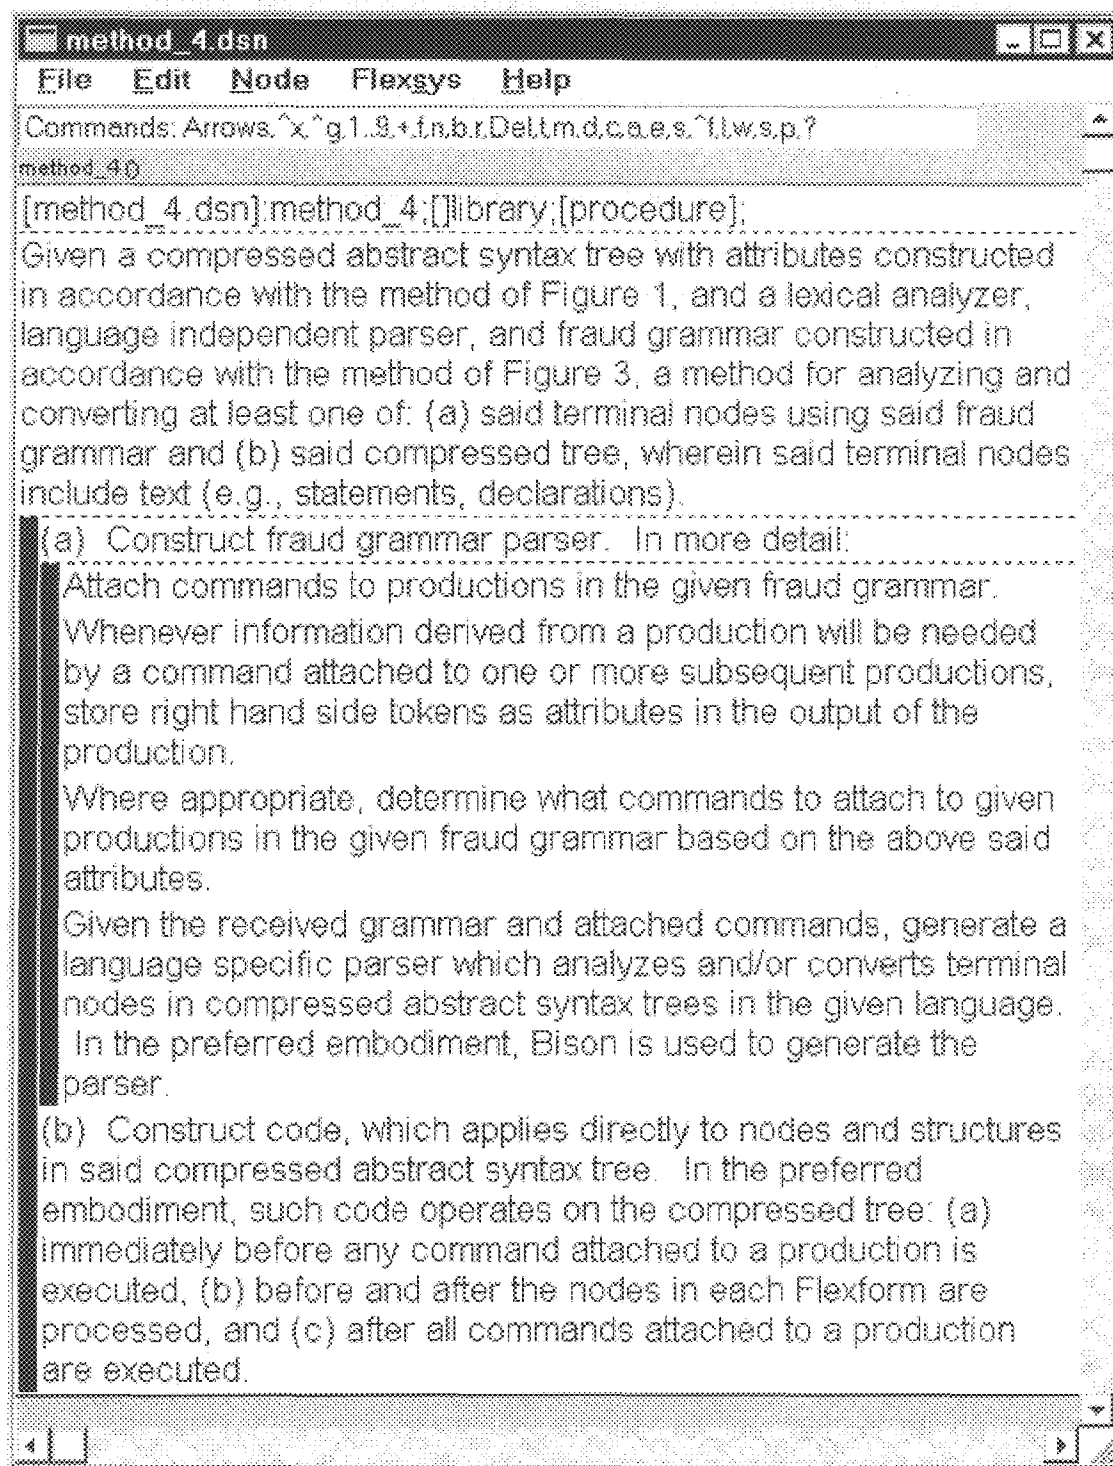 method_4.dsn
File Edit Node Flexsys Help
Commands: Arrows,^x,^g,1..9,+,f,n,b,r,Del,t,m,d,c,a,e,s,^f,l,w,s,p,?
method_4()
[method_4.dsn]:method_4;[]library;[procedure];
Given a compressed abstract syntax tree with attributes constructed
in accordance with the method of Figure 1, and a lexical analyzer,
language independent parser, and fraud grammar constructed in
accordance with the method of Figure 3, a method for analyzing and
converting at least one of: (a) said terminal nodes using said fraud
grammar and (b) said compressed tree, wherein said terminal nodes
include text (e.g., statements, declarations).
(a) Construct fraud grammar parser. In more detail:
Attach commands to productions in the given fraud grammar.
Whenever information derived from a production will be needed
by a command attached to one or more subsequent productions,
store right hand side tokens as attributes in the output of the
production.
Where appropriate, determine what commands to attach to given
productions in the given fraud grammar based on the above said
attributes.
Given the received grammar and attached commands, generate a
language specific parser which analyzes and/or converts terminal
nodes in compressed abstract syntax trees in the given language.
In the preferred embodiment, Bison is used to generate the
parser.
(b) Construct code, which applies directly to nodes and structures
in said compressed abstract syntax tree. In the preferred
embodiment, such code operates on the compressed tree: (a)
immediately before any command attached to a production is
executed, (b) before and after the nodes in each Flexform are
processed, and (c) after all commands attached to a production
are executed.